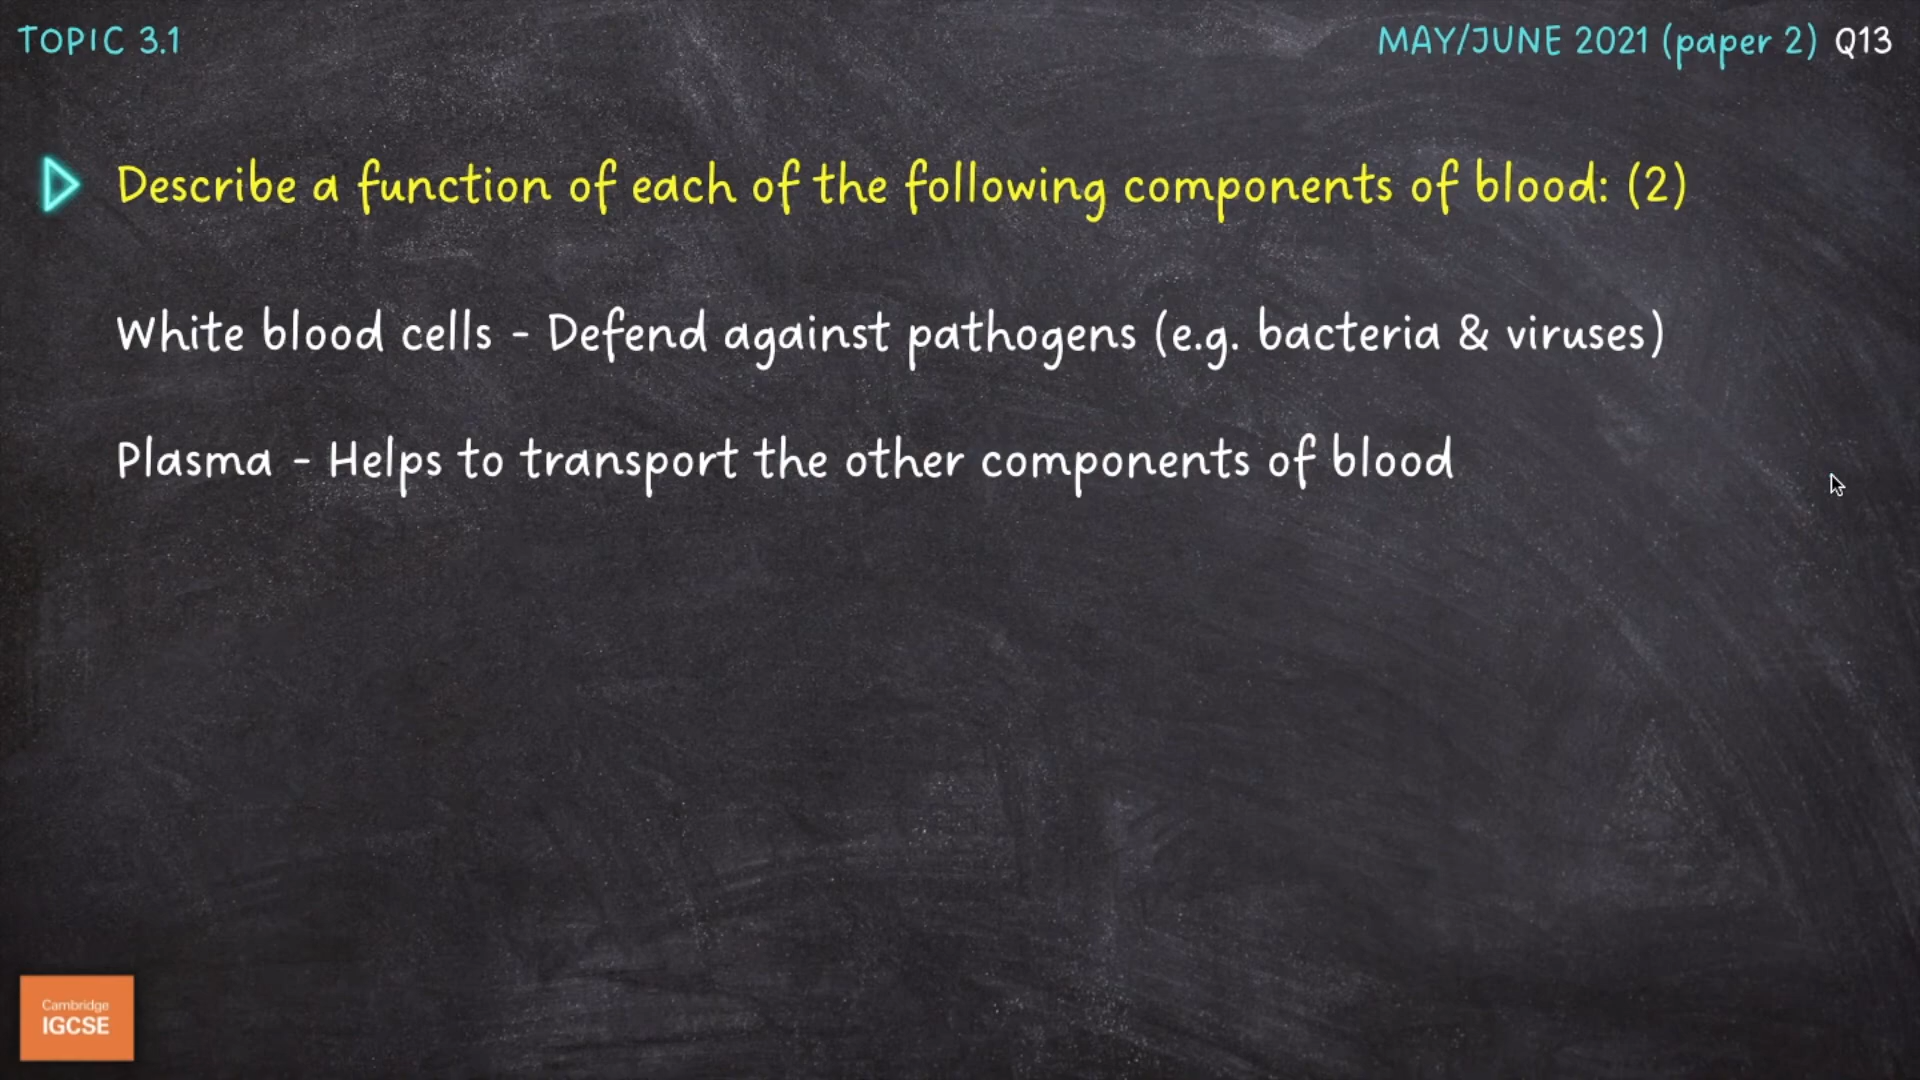 TOPIC 3.1
MAY/JUNE 2021 (paper 2) Q13
Describe a function of each of the following components of blood: (2)
White blood cells - Defend against pathogens (e.g. bacteria & viruses)
Plasma - Helps to transport the other components of blood
Cambridge
IGCSE